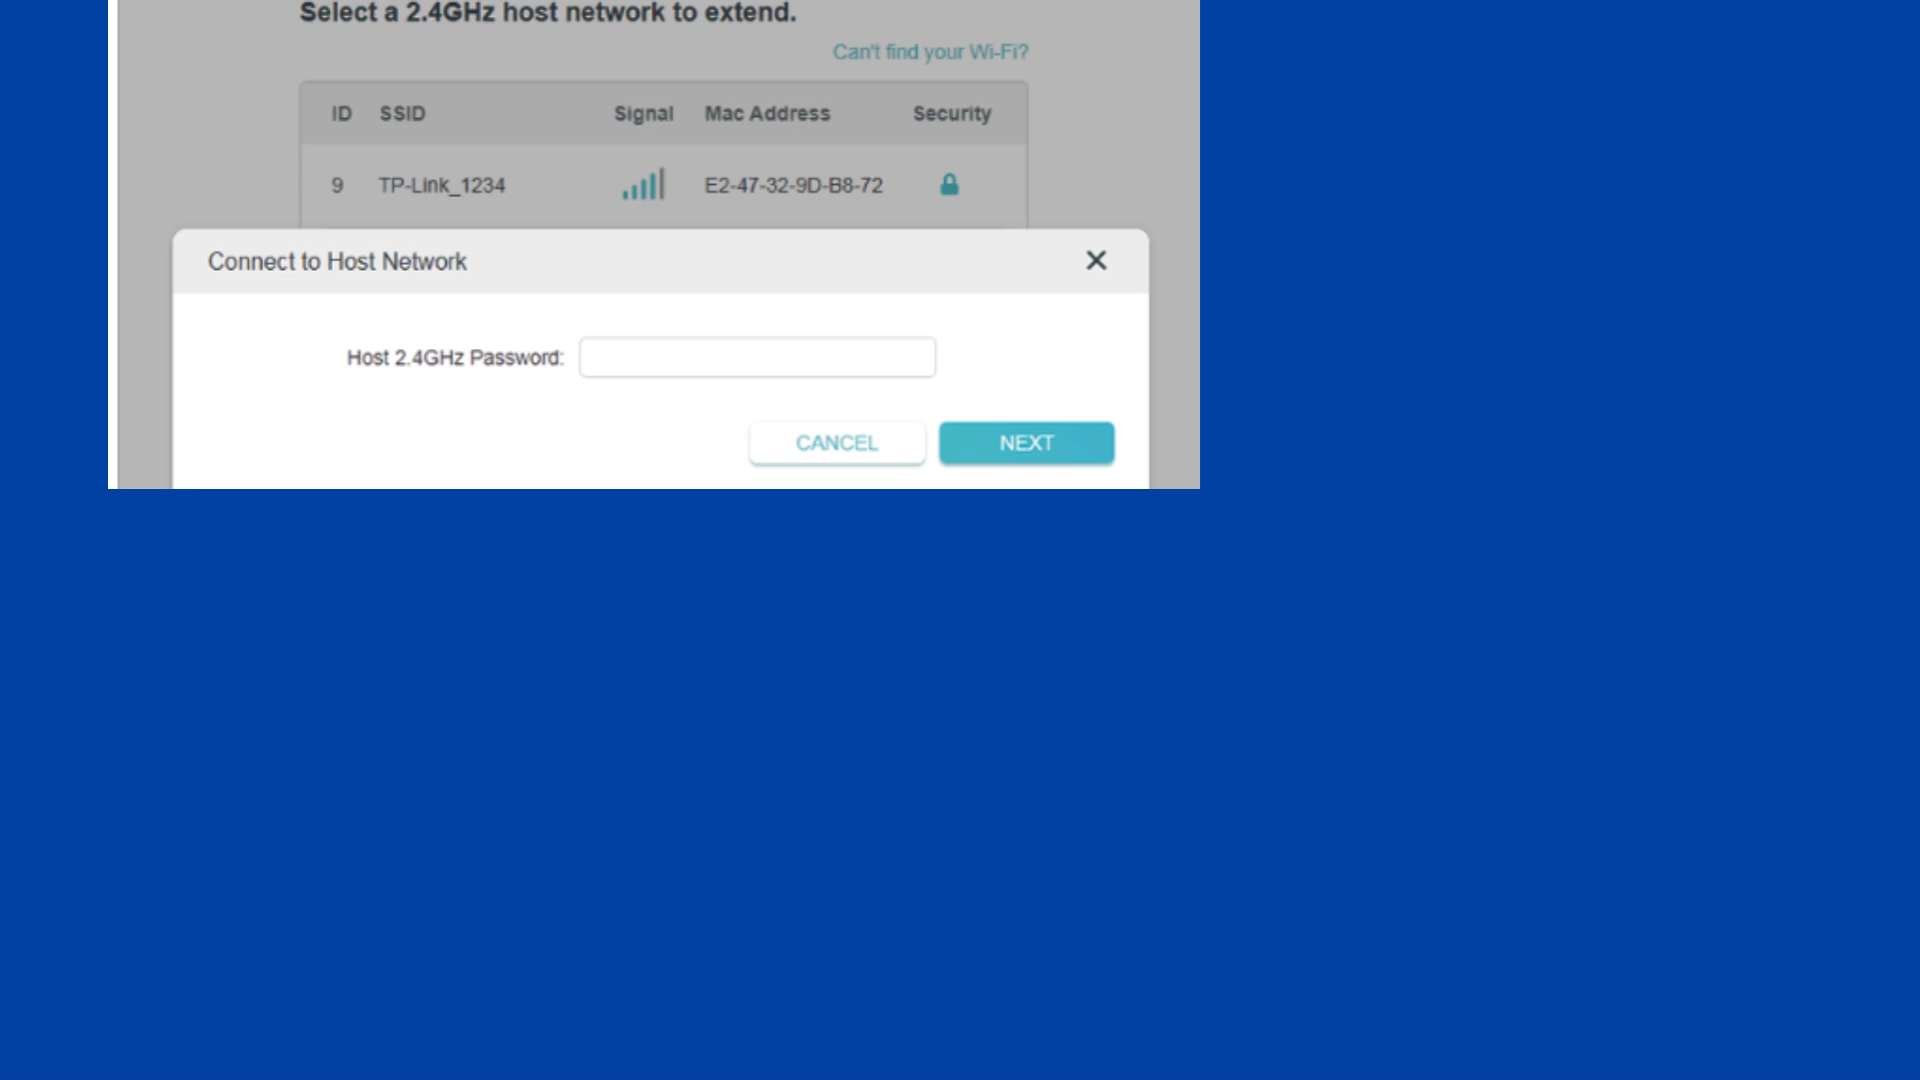 Select a 2.4GHz host network to extend.
Can't find your Wi-Fi?
ID SSID Signal Mac Address Security
9 TP-Link_1234 E2-47-32-9D-B8-72
Connect to Host Network
Host 2.4GHz Password:
CANCEL NEXT